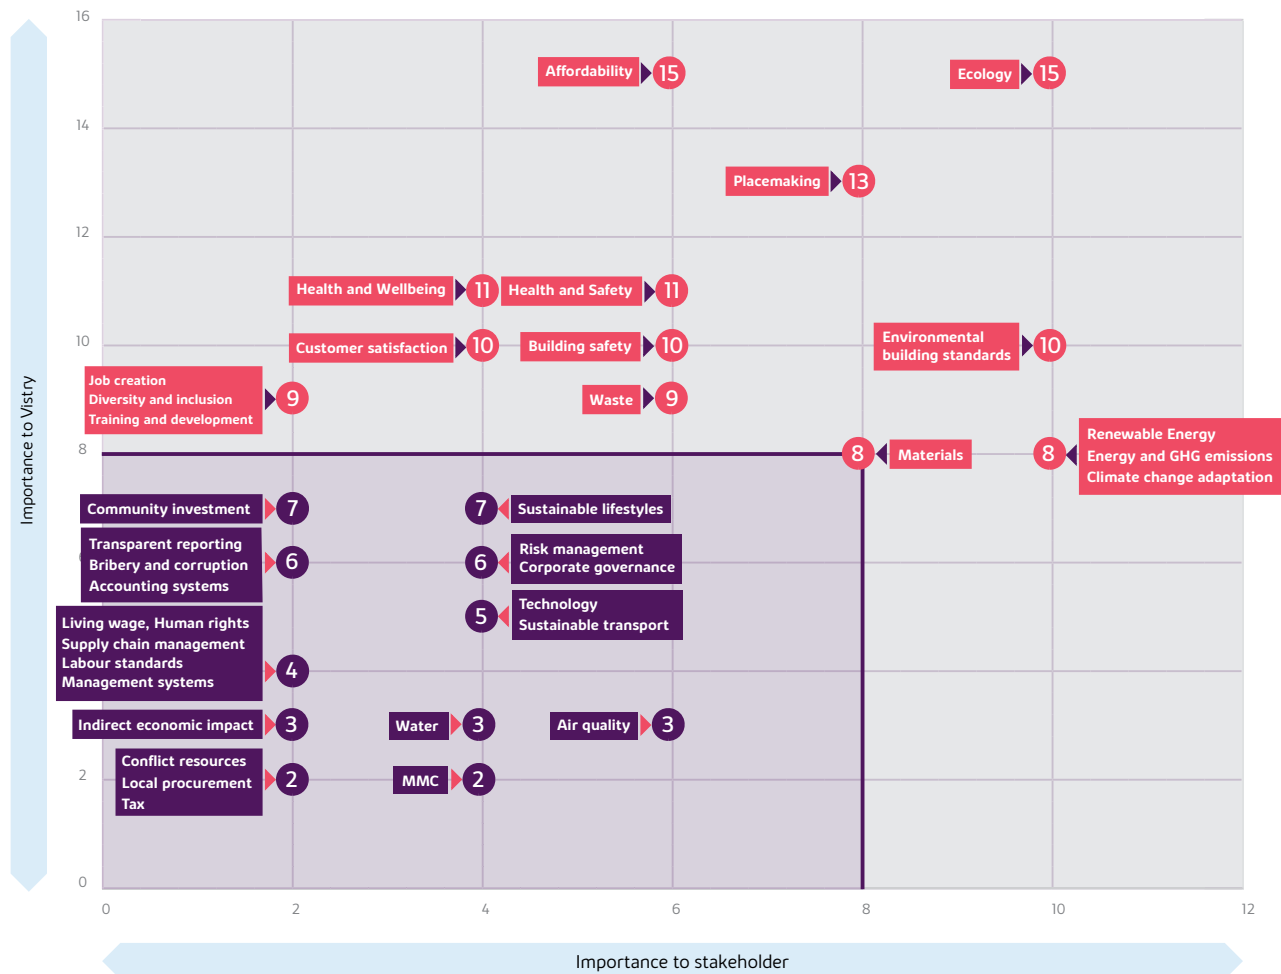 16
Affordability 15
Ecology 15
14
Placemaking 13
12
Health and Wellbeing 11
Health and Safety 11
10
Customer satisfaction 10
Building safety 10
Environmental
building standards
10
Job creation
Diversity and inclusion
Training and development
9
Waste 9
8
8 Materials
8
Renewable Energy
Energy and GHG emissions
Climate change adaptation
Community investment 7
7 Sustainable lifestyles
Transparent reporting
Bribery and corruption
Accounting systems
6
6
Risk management
Corporate governance
5
Technology
Sustainable transport
Living wage, Human rights
Supply chain management
Labour standards
Management systems
4
Indirect economic impact 3
Water 3
Air quality 3
2
Conflict resources
Local procurement
Tax
2
MMC 2
0
0 2 4 6 8 10 12
Importance to Vistry
Importance to stakeholder